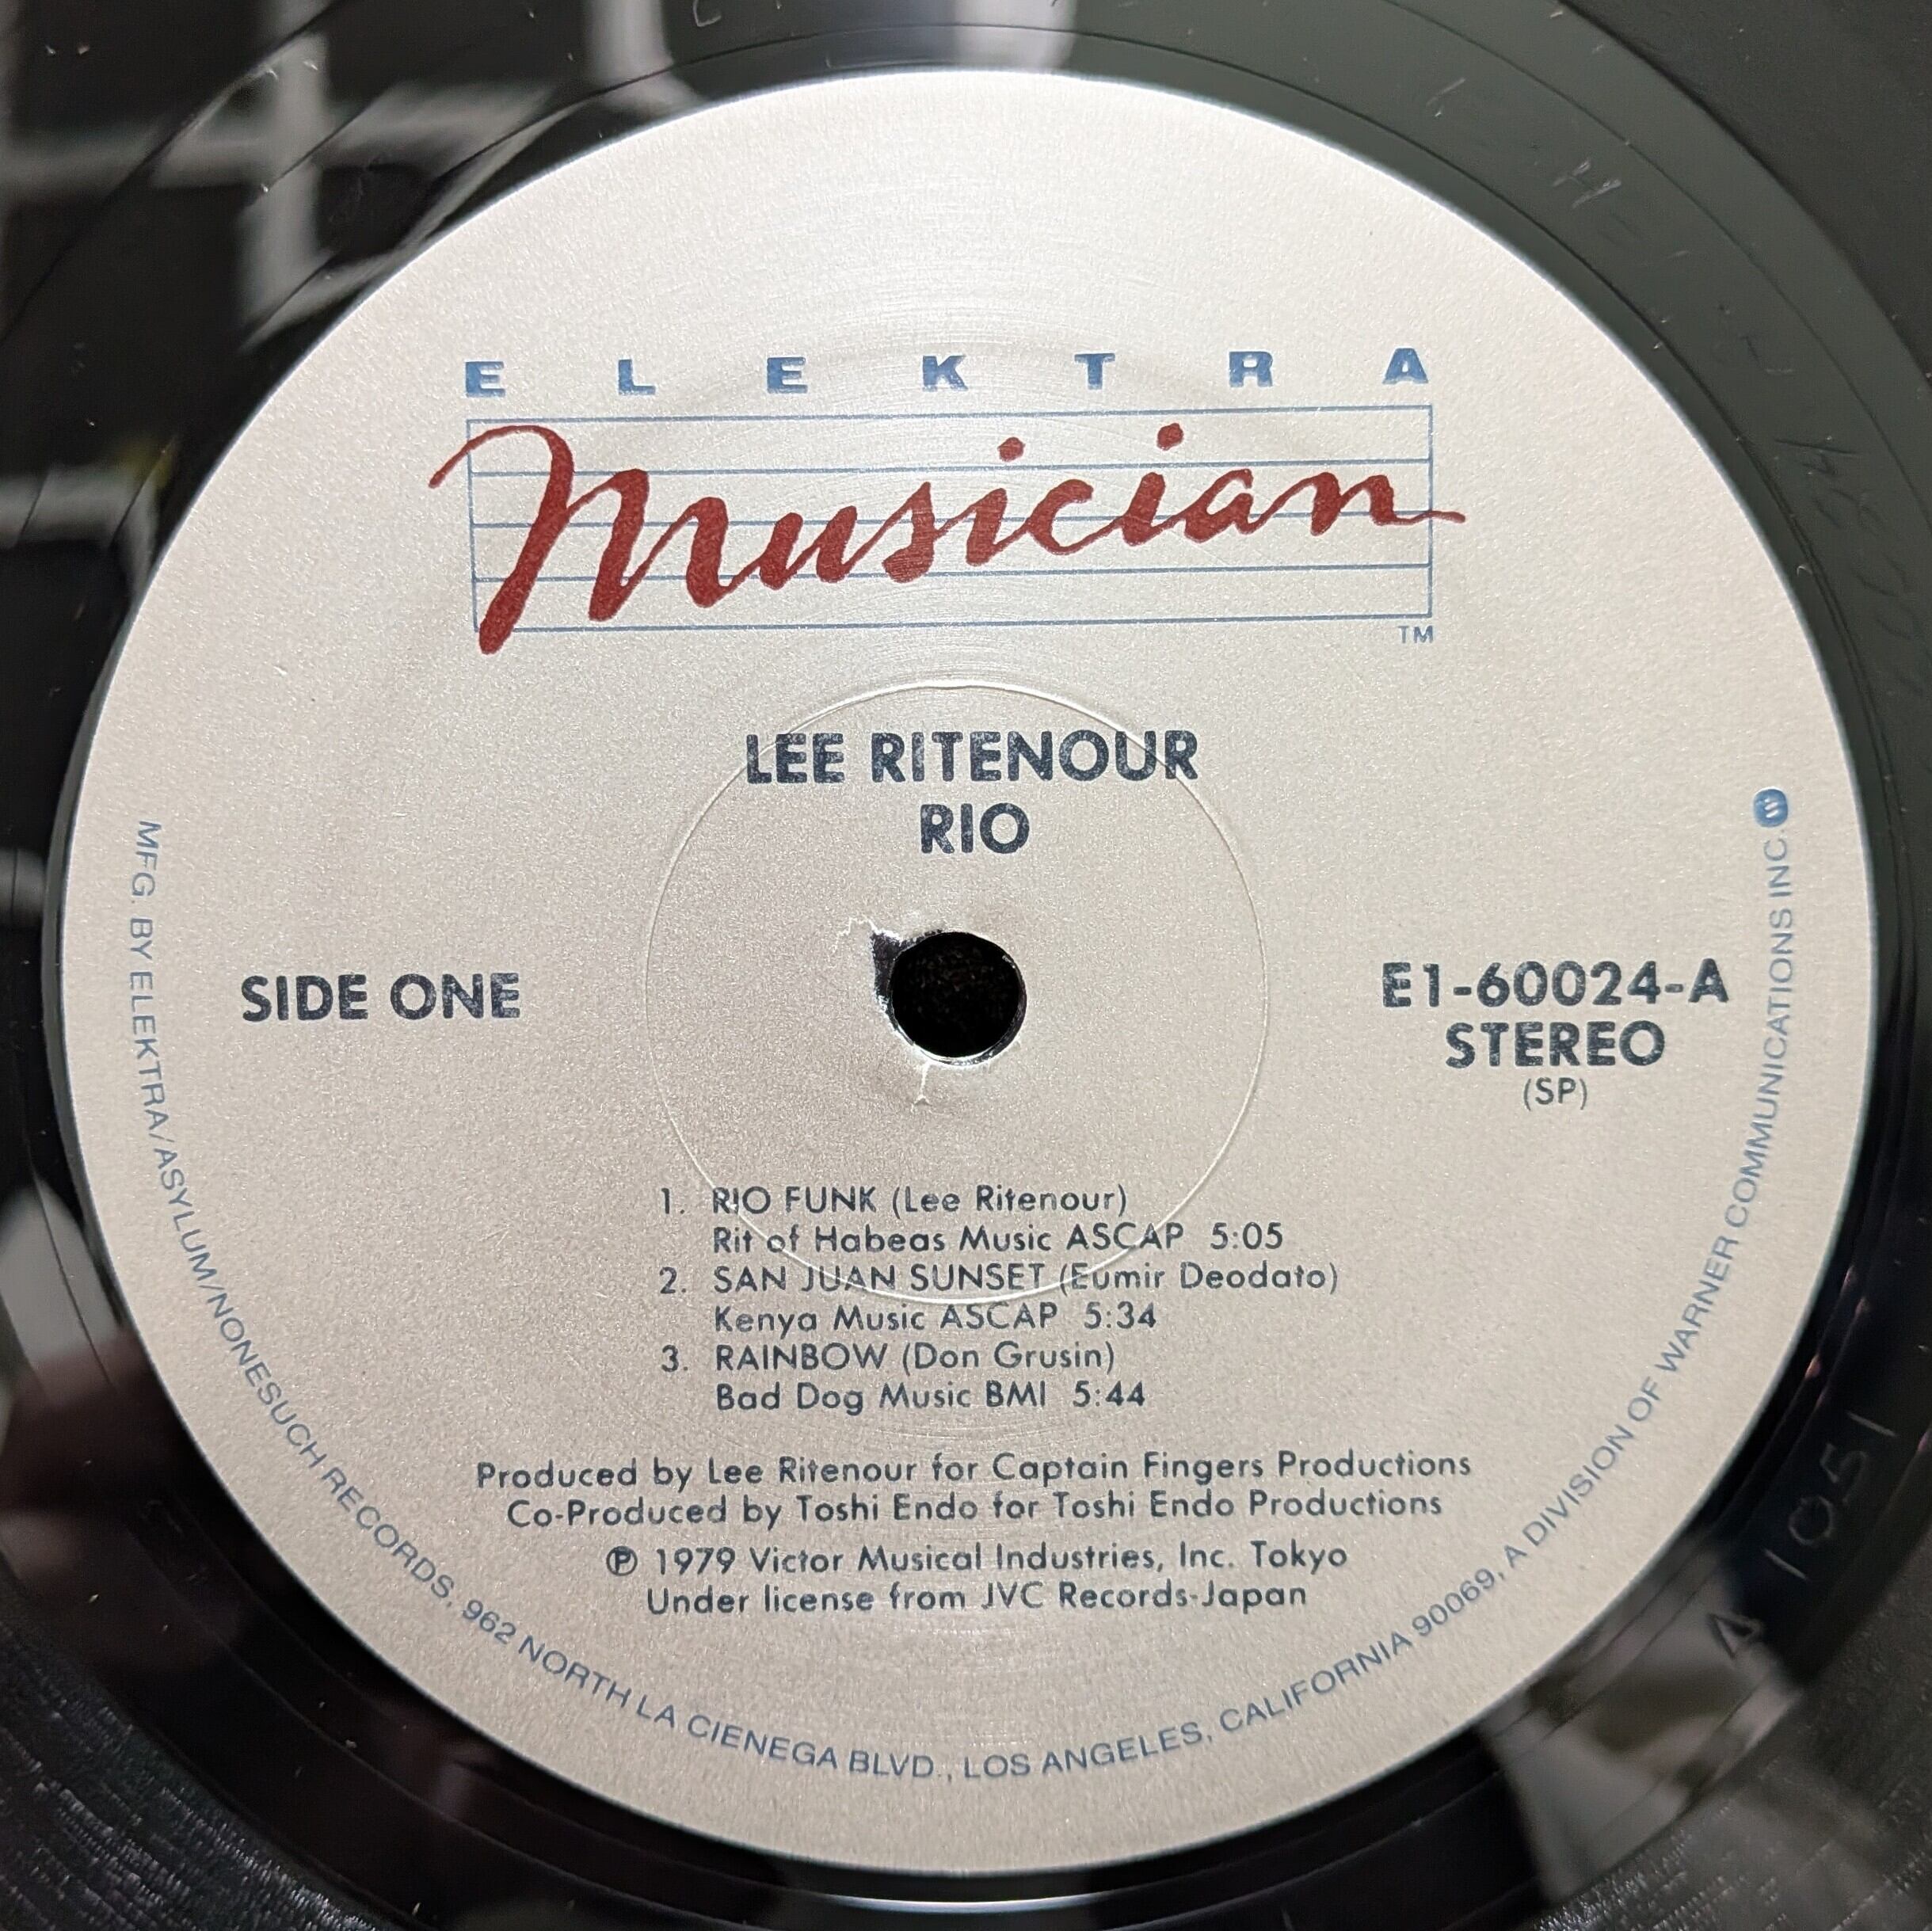 ELEKTRA
Musician
TM
LEE RITENOUR
RIO
SIDE ONE
E1-60024-A
STEREO
(SP)
1. RIO FUNK (Lee Ritenour)
Rit of Habeas Music ASCAP 5:05
2. SAN JUAN SUNSET (Eumir Deodato)
Kenya Music ASCAP 5:34
3. RAINBOW (Don Grusin)
Bad Dog Music BMI 5:44
Produced by Lee Ritenour for Captain Fingers Productions
Co-Produced by Toshi Endo for Toshi Endo Productions
℗ 1979 Victor Musical Industries, Inc. Tokyo
Under license from JVC Records-Japan
MFG. BY ELEKTRA/ASYLUM/NONESUCH RECORDS, 962 NORTH LA CIENEGA BLVD., LOS ANGELES, CALIFORNIA 90069, A DIVISION OF WARNER COMMUNICATIONS INC.